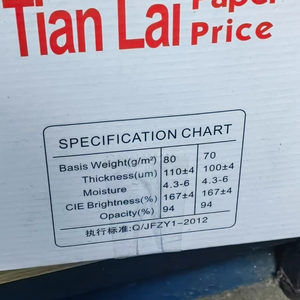 Tian Lai Paper
Price
SPECIFICATION CHART
Basis Weight(g/m²) 80 70
Thickness(um) 110±4 100±4
Moisture 4.3-6 4.3-6
CIE Brightness(%) 167±4 167±4
Opacity(%) 94 94
执行标准:Q/JFZY1-2012